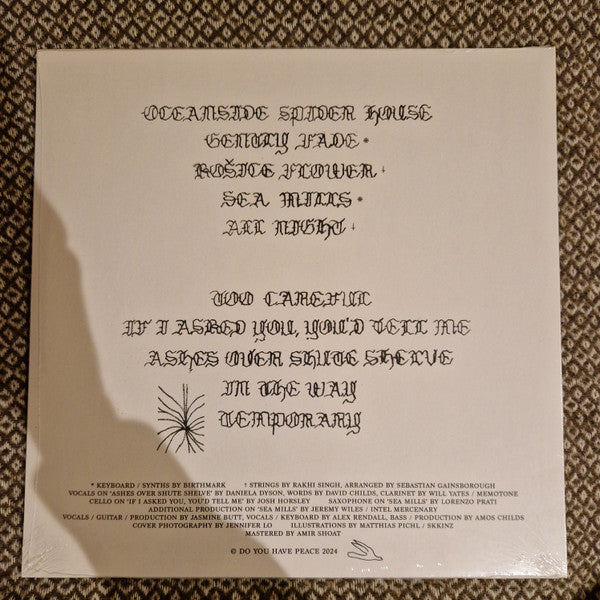 OCEANSIDE SPIDER HOUSE
GENTLY FADE *
ROŠITE FLOWER †
SEA MILLS *
ALL NIGHT †
TOO CAREFUL
IF I ASKED YOU, YOU'D TELL ME
ASHES OVER SHUTE SHELVE
IN THE WAY
TEMPORARY
* KEYBOARD / SYNTHS BY BIRTHMARK † STRINGS BY RAKHI SINGH, ARRANGED BY SEBASTIAN GAINSBOROUGH
VOCALS ON 'ASHES OVER SHUTE SHELVE' BY DANIELA DYSON, WORDS BY DAVID CHILDS, CLARINET BY WILL YATES / MEMOTONE
CELLO ON 'IF I ASKED YOU, YOU'D TELL ME' BY JOSH HORSLEY SAXOPHONE ON 'SEA MILLS' BY LORENZO PRATI
ADDITIONAL PRODUCTION ON 'SEA MILLS' BY JEREMY WILES / INTEL MERCENARY
VOCALS / GUITAR / PRODUCTION BY JASMINE BUTT, VOCALS / KEYBOARD BY ALEX RENDALL, BASS / PRODUCTION BY AMOS CHILDS
COVER PHOTOGRAPHY BY JENNIFER LO ILLUSTRATIONS BY MATTHIAS PICHL / SKKINZ
MASTERED BY AMIR SHOAT
© DO YOU HAVE PEACE 2024